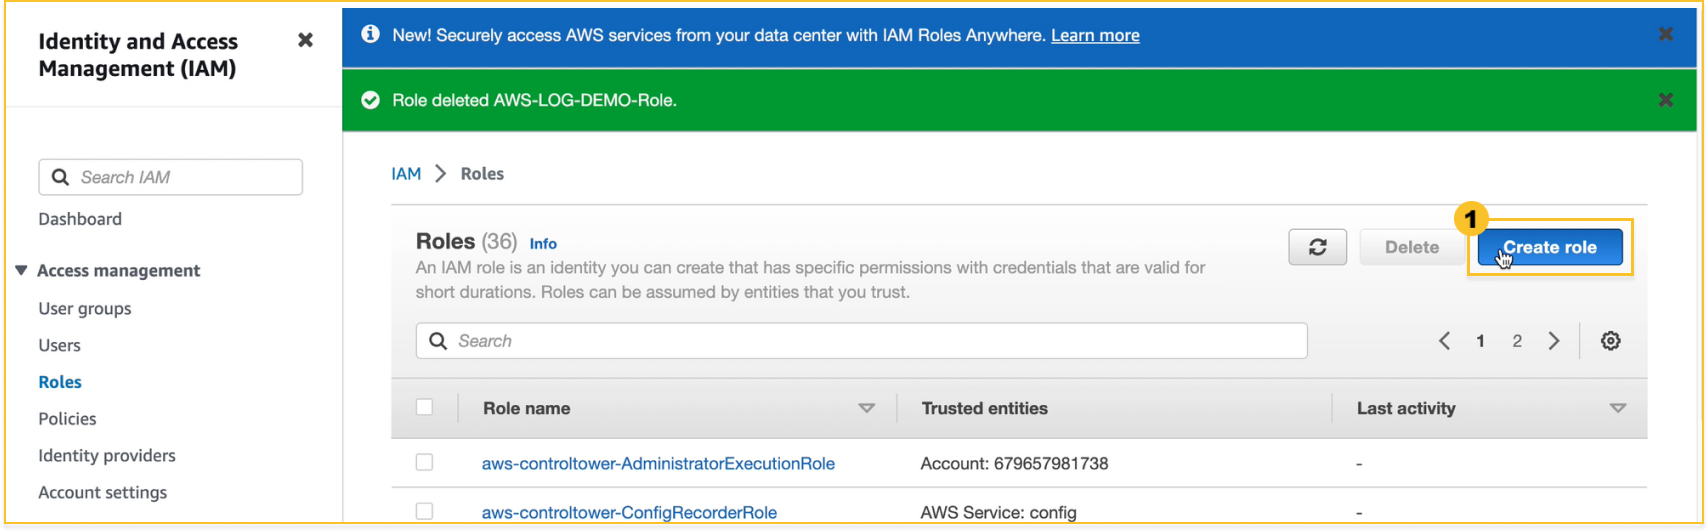 Identity and Access
Management (IAM)
Search IAM
Dashboard
Access management
User groups
Users
Roles
Policies
Identity providers
Account settings
New! Securely access AWS services from your data center with IAM Roles Anywhere. Learn more
Role deleted AWS-LOG-DEMO-Role.
IAM > Roles
Roles (36) Info
An IAM role is an identity you can create that has specific permissions with credentials that are valid for
short durations. Roles can be assumed by entities that you trust.
Delete
1
Create role
Search
1 2
Role name Trusted entities Last activity
aws-controltower-AdministratorExecutionRole Account: 679657981738 -
aws-controltower-ConfigRecorderRole AWS Service: config -